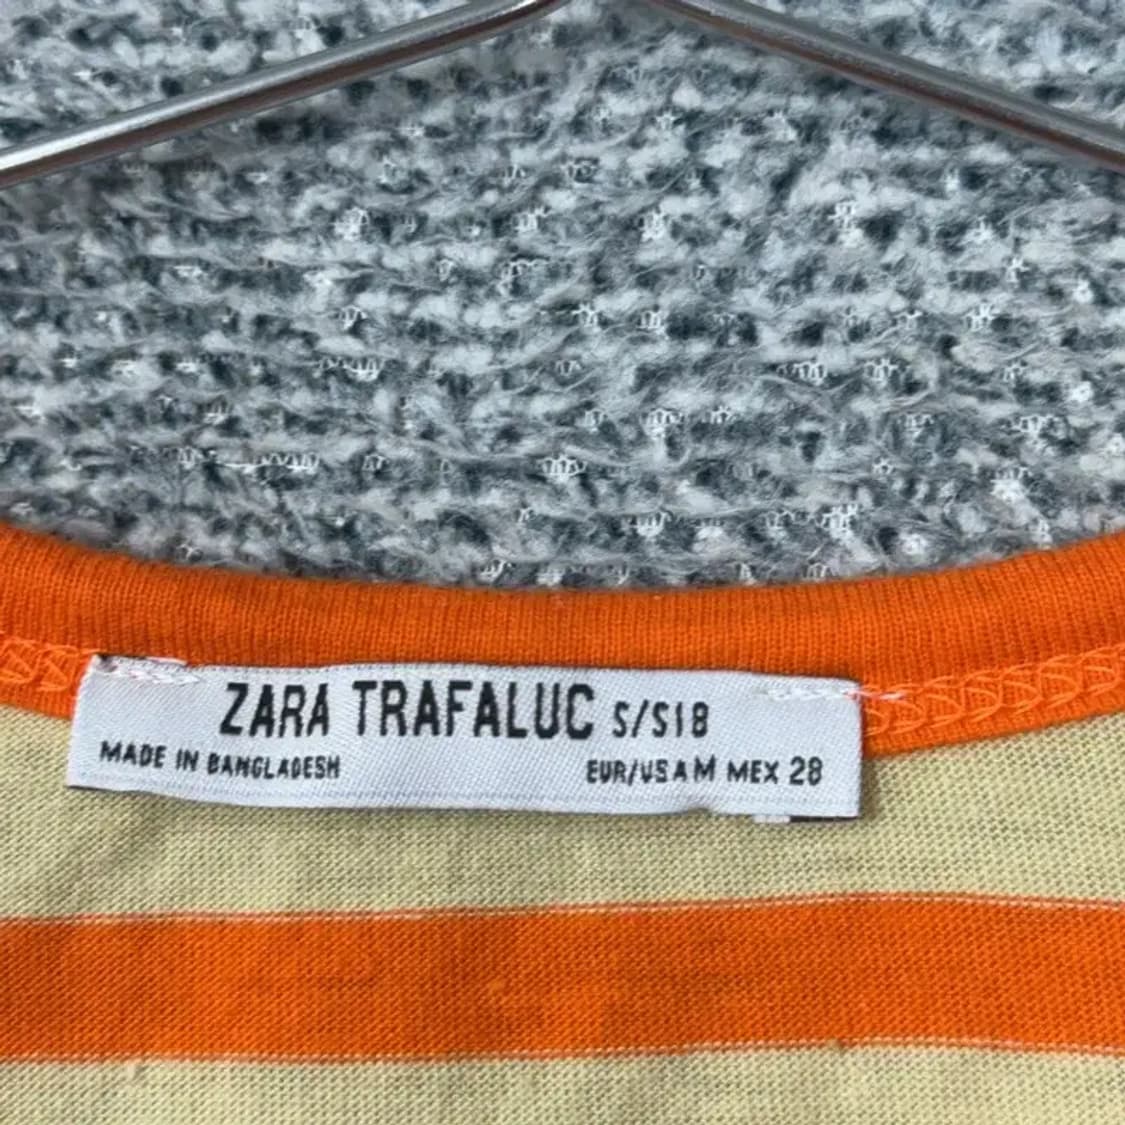 ZARA TRAFALUC S/S18
MADE IN BANGLADESH EUR/USA M MEX 28